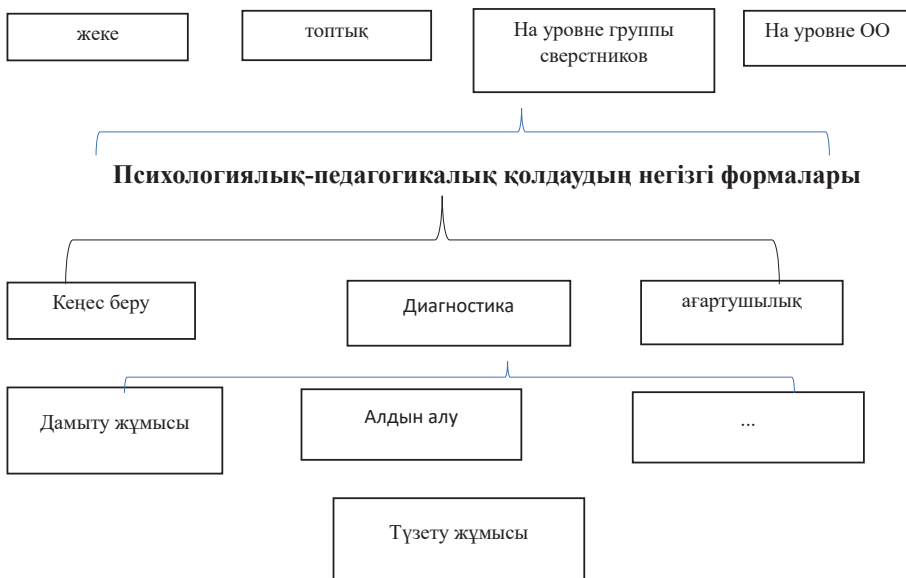 жеке
топтық
На уровне группы
сверстников
На уровне ОО
Психологиялық-педагогикалық қолдаудың негізгі формалары
Кеңес беру
Диагностика
ағартушылық
Дамыту жұмысы
Алдын алу
...
Түзету жұмысы